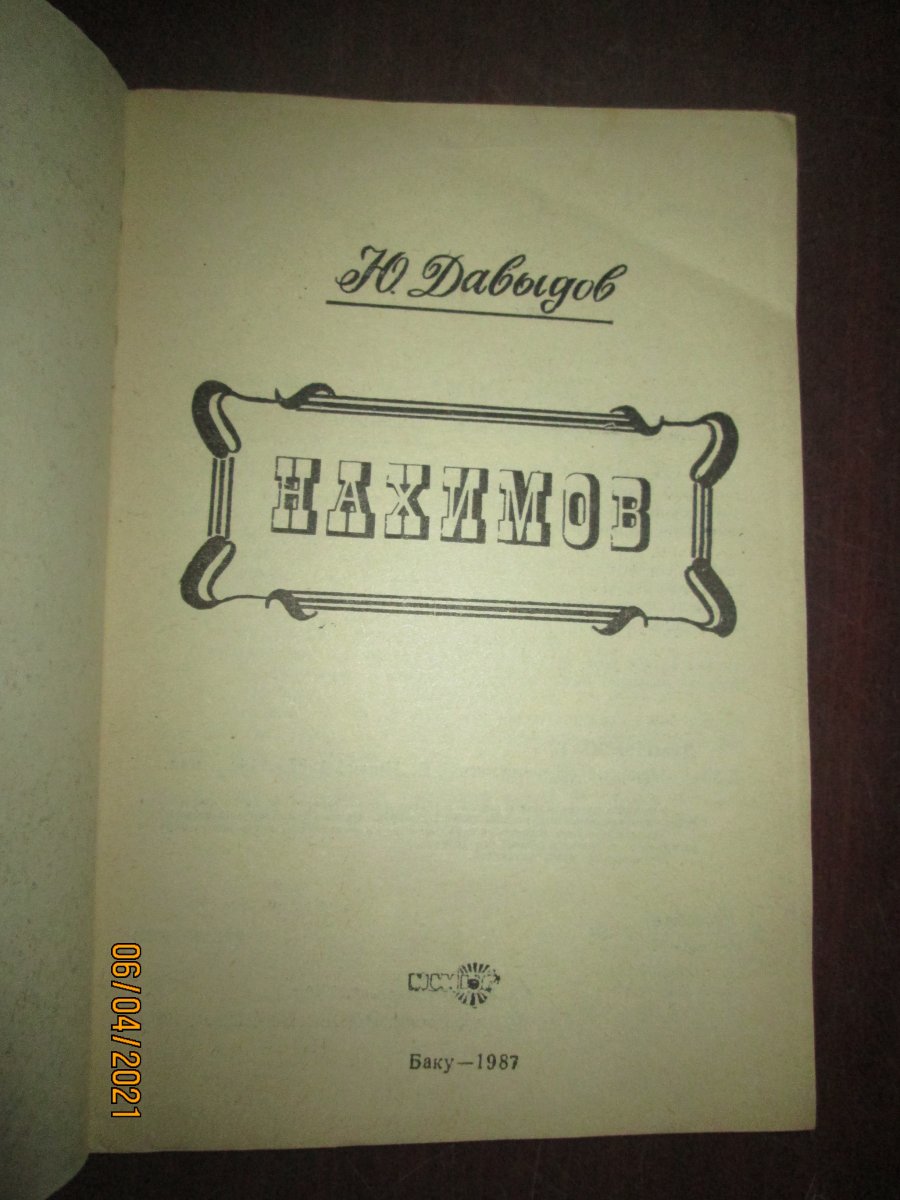 Ю. Давыдов
НАХИМОВ
Баку—1987
06/04/2021